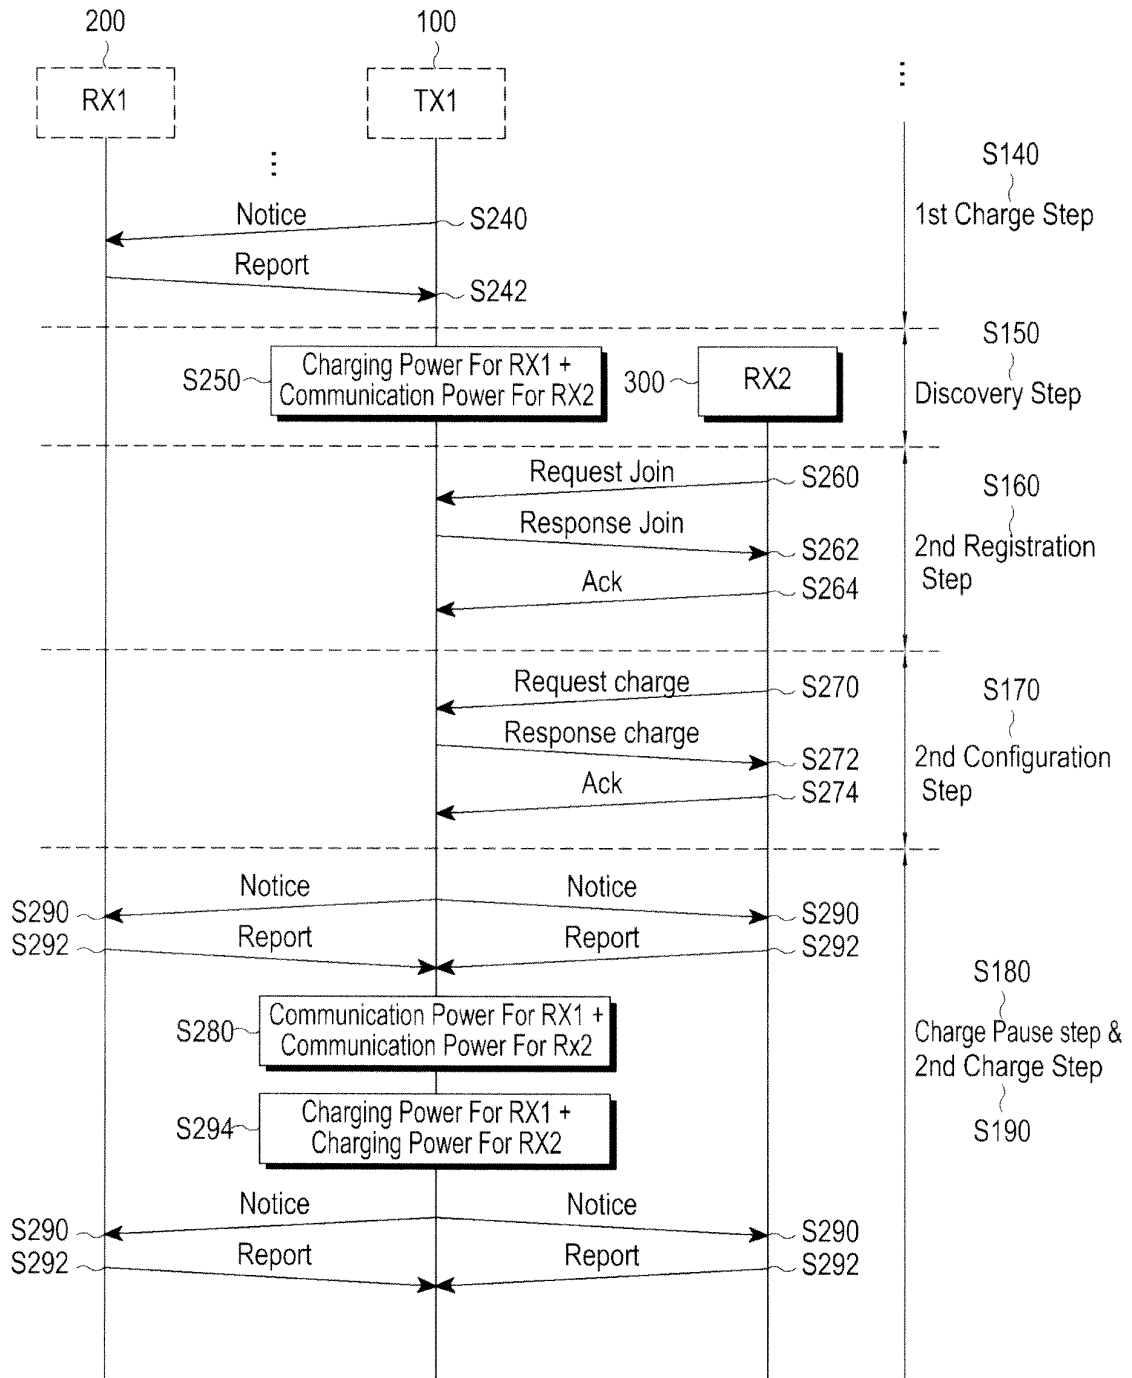 200
100
RX1
TX1
S140
1st Charge Step
Notice
S240
Report
S242
S150
Discovery Step
S250
Charging Power For RX1 +
Communication Power For RX2
300
RX2
Request Join
S260
S160
2nd Registration
Step
Response Join
S262
Ack
S264
Request charge
S270
S170
2nd Configuration
Step
Response charge
S272
Ack
S274
Notice
Notice
S290
S290
S292
Report
Report
S292
S180
Charge Pause step &
2nd Charge Step
S190
S280
Communication Power For RX1 +
Communication Power For Rx2
S294
Charging Power For RX1 +
Charging Power For RX2
Notice
Notice
S290
S290
S292
Report
Report
S292